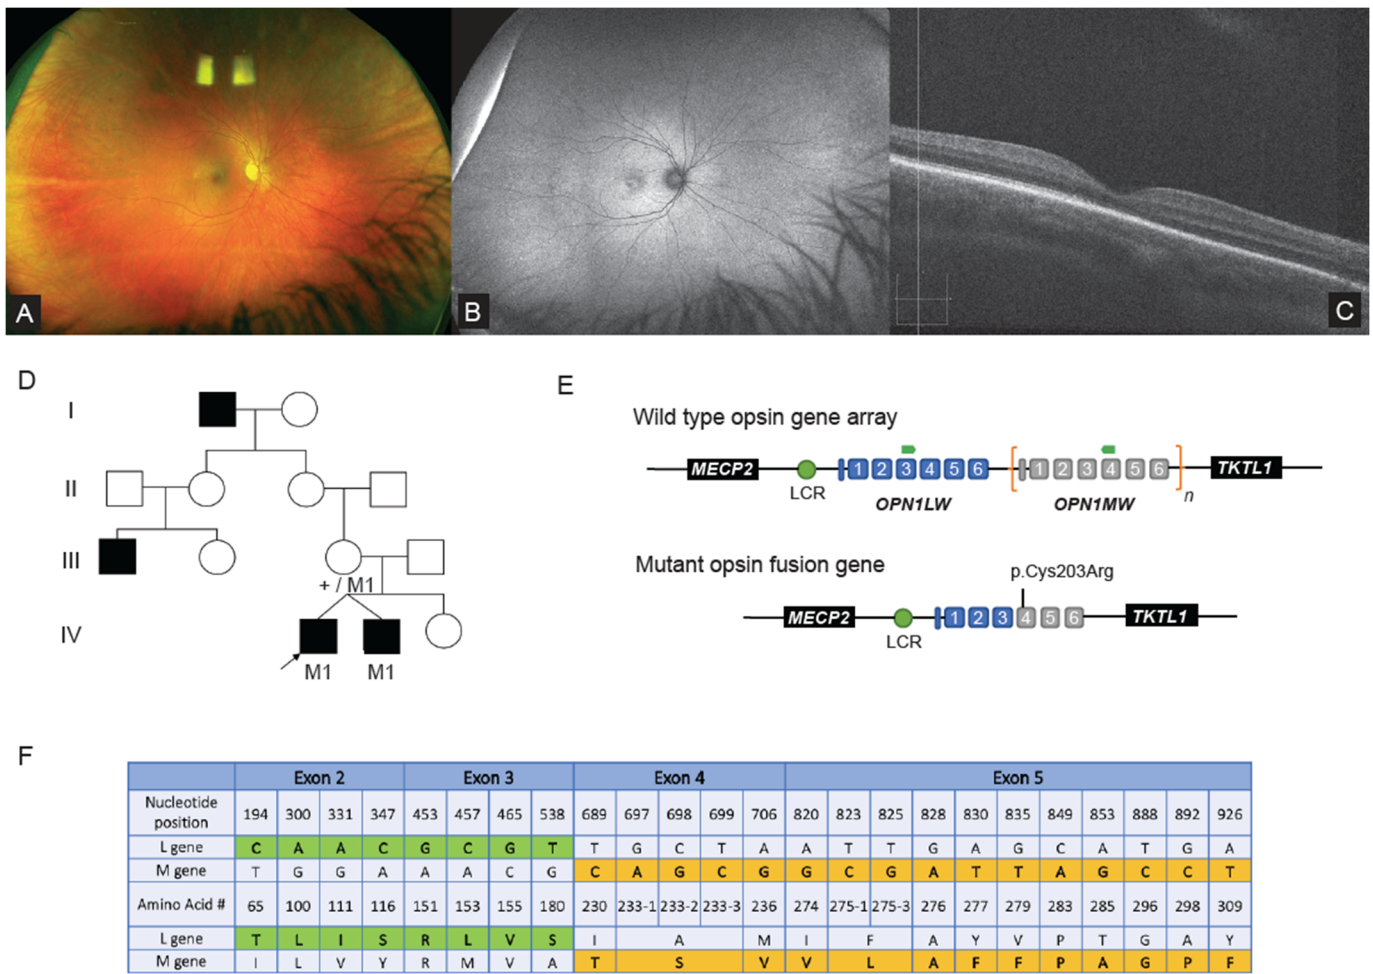 A
B
C
D
E
I
II
III
+ / M1
IV
M1 M1
Wild type opsin gene array
MECP2 1 2 3 4 5 6 1 2 3 4 5 6 TKTL1
LCR
OPN1LW OPN1MW n
Mutant opsin fusion gene
p.Cys203Arg
MECP2 1 2 3 4 5 6 TKTL1
LCR
F
Exon 2 Exon 3 Exon 4 Exon 5
Nucleotide position 194 300 331 347 453 457 465 538 689 697 698 699 706 820 823 825 828 830 835 849 853 888 892 926
L gene C A A C G C G T T G C T A A T T G A G C A T G A
M gene T G G A A A C G C A G C G G C G A T T A G C C T
Amino Acid # 65 100 111 116 151 153 155 180 230 233-1 233-2 233-3 236 274 275-1 275-3 276 277 279 283 285 296 298 309
L gene T L I S R L V S I A M I F A Y V P T G A Y
M gene I L V Y R M V A T S V V L A F F P A G P F